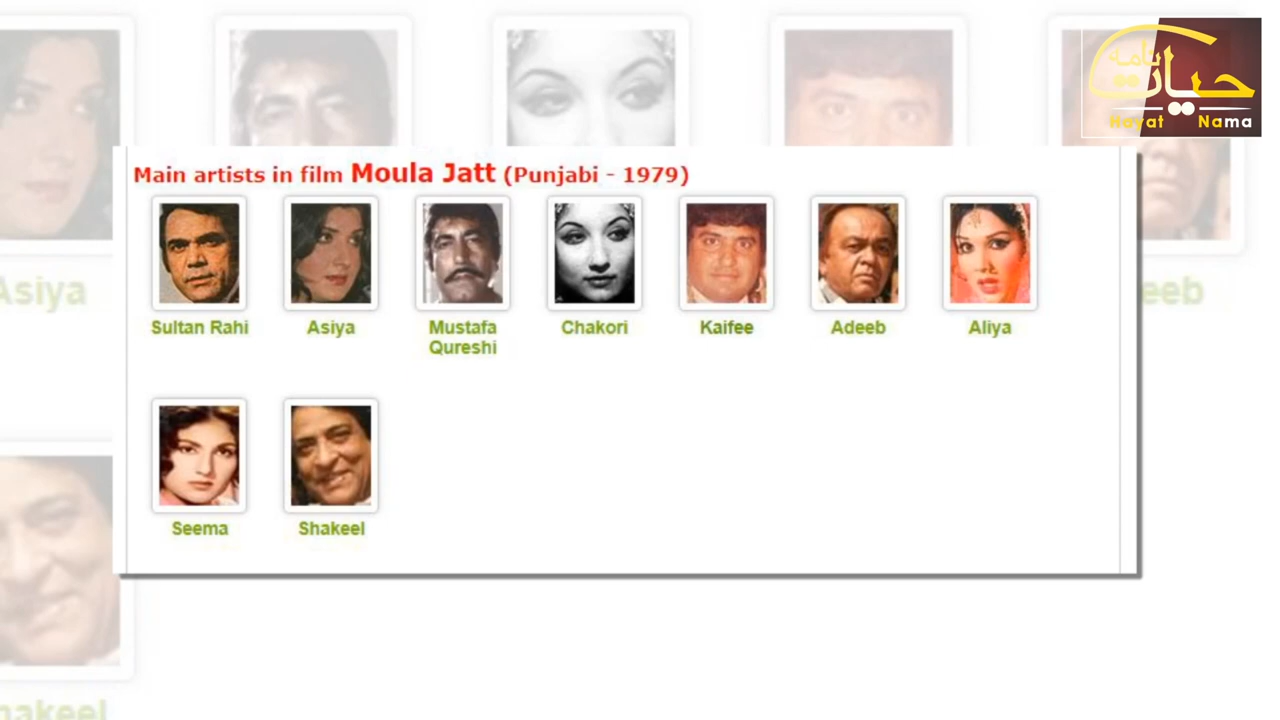 حیات نامہ
Hayat Nama
Main artists in film Moula Jatt (Punjabi - 1979)
Sultan Rahi
Asiya
Mustafa
Qureshi
Chakori
Kaifee
Adeeb
Aliya
Seema
Shakeel
Asiya
eeb
hakeel